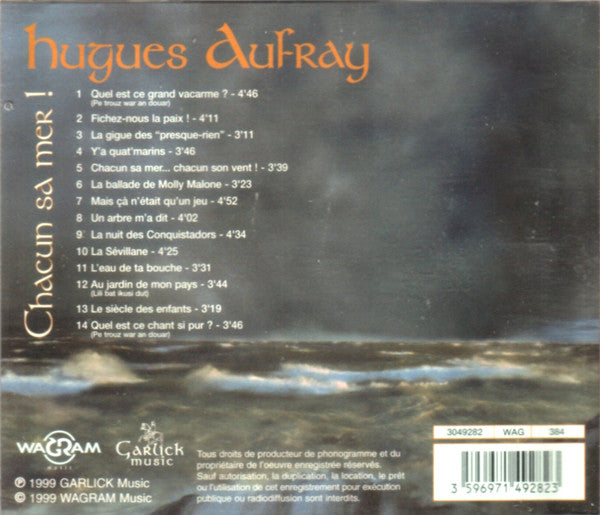 Hugues Aufray
Chacun sa mer !
1 Quel est ce grand vacarme ? - 4'46
(Pe trouz war an douar)
2 Fichez-nous la paix ! - 4'11
3 La gigue des "presque-rien" - 3'11
4 Y'a quat'marins - 3'46
5 Chacun sa mer... chacun son vent ! - 3'39
6 La ballade de Molly Malone - 3'23
7 Mais çà n'était qu'un jeu - 4'52
8 Un arbre m'a dit - 4'02
9 La nuit des Conquistadors - 4'34
10 La Sévillane - 4'25
11 L'eau de ta bouche - 3'31
12 Au jardin de mon pays - 3'44
(Lili bat ikusi dut)
13 Le siècle des enfants - 3'19
14 Quel est ce chant si pur ? - 3'46
(Pe trouz war an douar)
WAGRAM
music
Garlick
music
℗ 1999 GARLICK Music
© 1999 WAGRAM Music
Tous droits de producteur de phonogramme et du
propriétaire de l'oeuvre enregistrée réservés.
Sauf autorisation, la duplication, la location, le prêt
ou l'utilisation de cet enregistrement pour exécution
publique ou radiodiffusion sont interdits.
3049282 WAG 384
3 596971 492823